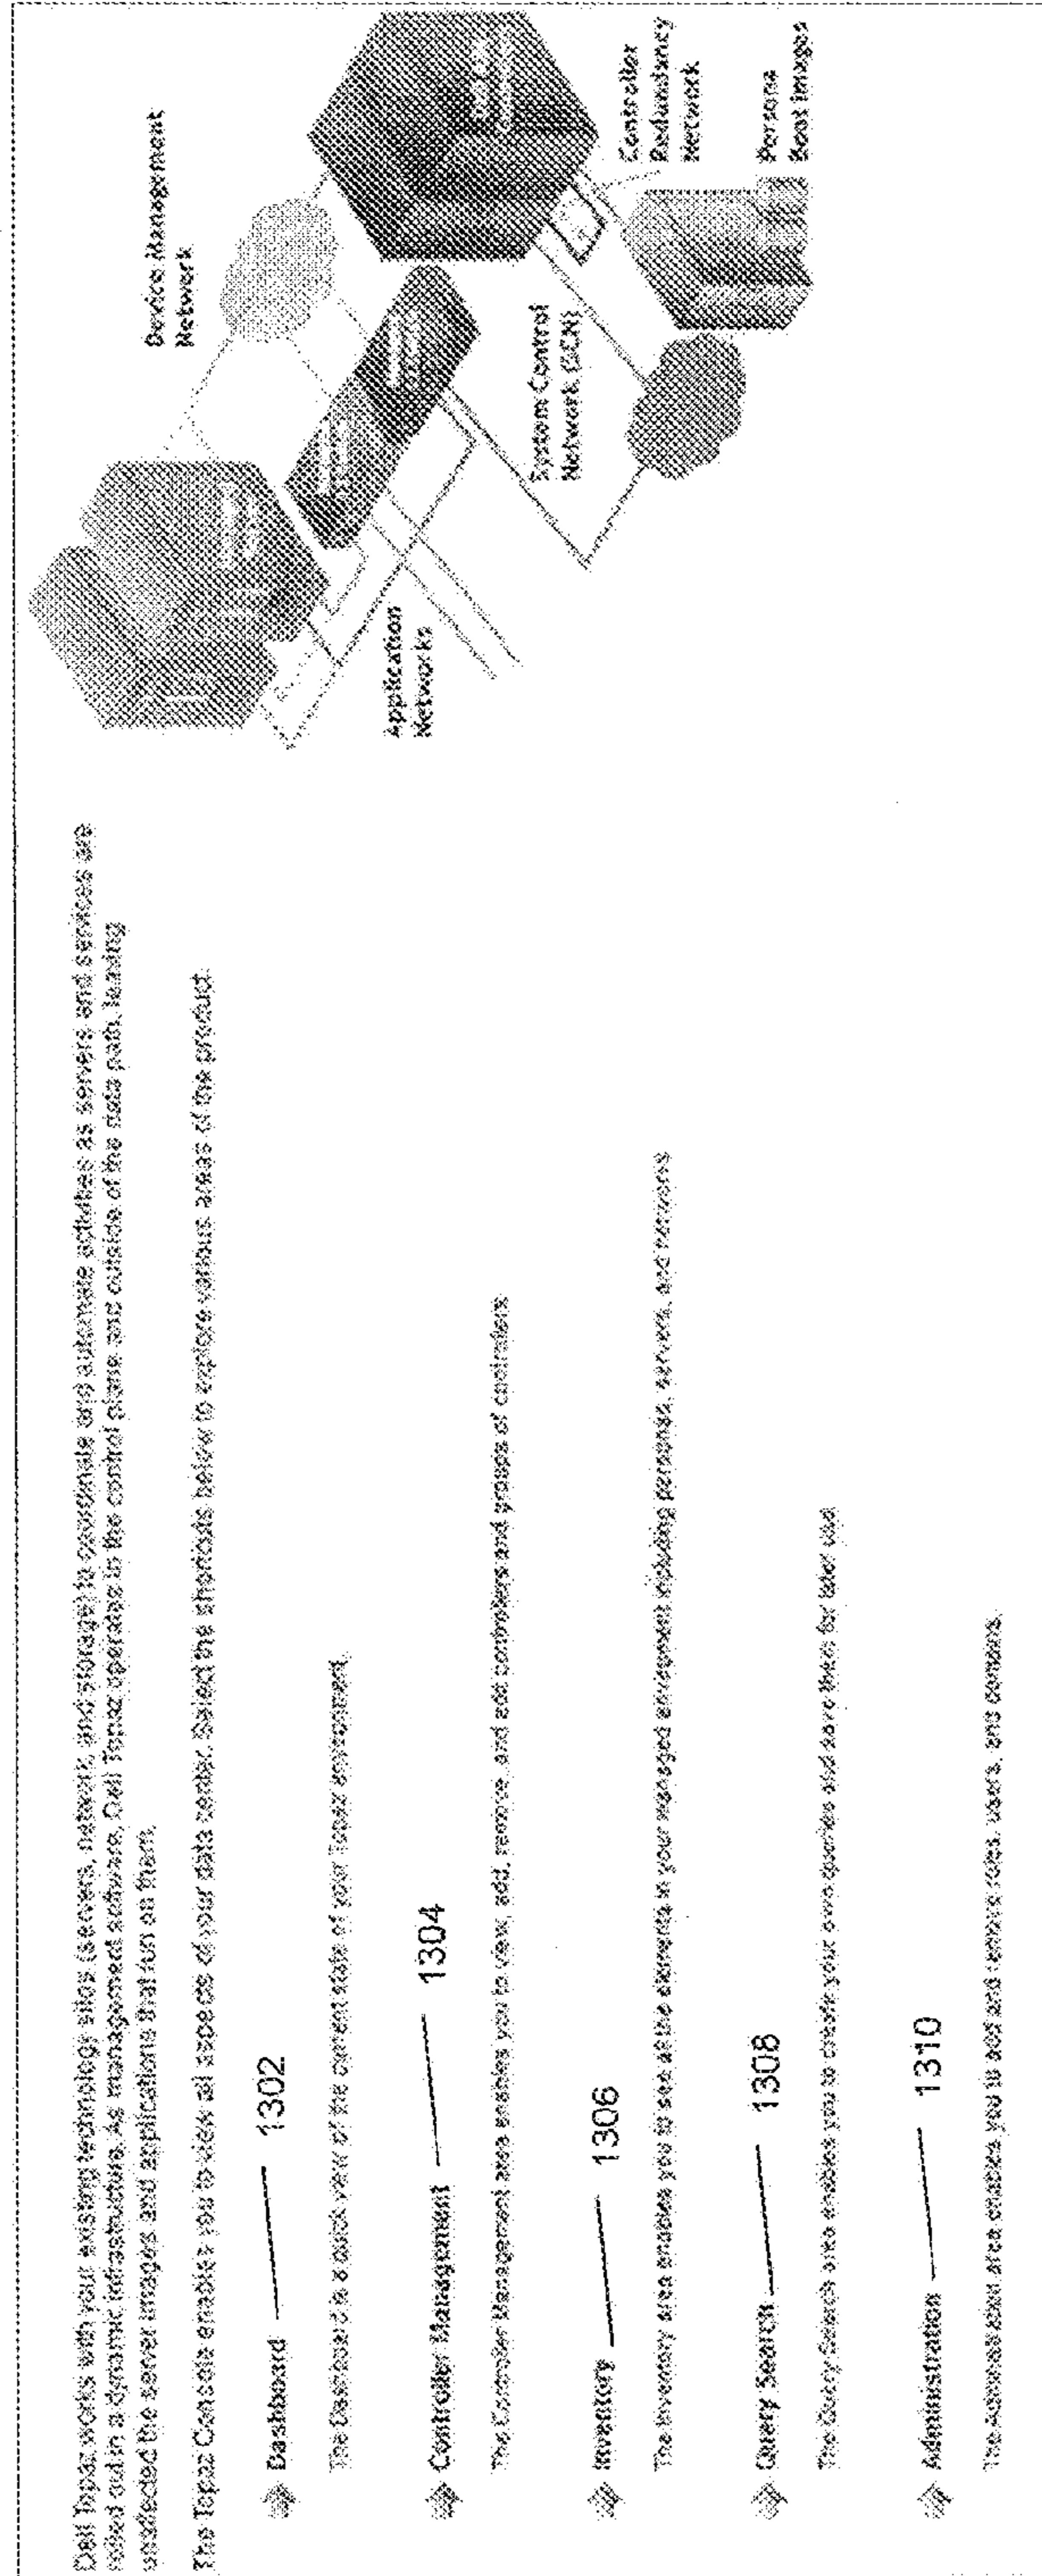 Dell Topaz works with your existing technology silos (servers, network, and storage) to coordinate and automate activities as servers and services are
rolled out in a dynamic infrastructure. As management software, Dell Topaz operates in the control plane and outside of the data path, leaving
unaffected the server images and applications that run on them.
The Topaz Console enables you to view all aspects of your data center. Select the shortcuts below to explore various areas of the product.
Dashboard 1302
The Dashboard is a quick view of the current state of your Topaz environment.
Controller Management 1304
The Controller Management area enables you to view, add, remove, and edit controllers and groups of controllers.
Inventory 1306
The Inventory area enables you to see all the elements in your managed environment including personas, servers, and networks
Query Search 1308
The Query Search area enables you to create your own queries and save them for later use
Administration 1310
The area enables you to add and remove roles, users, and
Device Management
Network
Application
Networks
System Control
Network (SCN)
Controller
Redundancy
Network
Persona
Boot Images